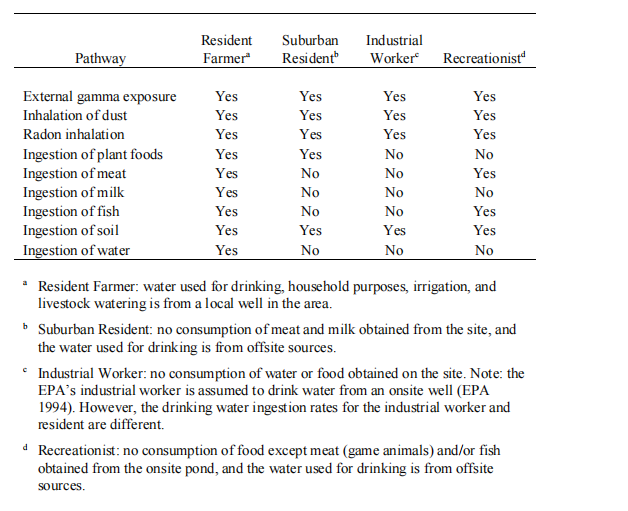 Resident Suburban Industrial
Pathway Farmerᵃ Residentᵇ Workerᶜ Recreationistᵈ
External gamma exposure Yes Yes Yes Yes
Inhalation of dust Yes Yes Yes Yes
Radon inhalation Yes Yes Yes Yes
Ingestion of plant foods Yes Yes No No
Ingestion of meat Yes No No Yes
Ingestion of milk Yes No No No
Ingestion of fish Yes No No Yes
Ingestion of soil Yes Yes Yes Yes
Ingestion of water Yes No No No
ᵃ Resident Farmer: water used for drinking, household purposes, irrigation, and
livestock watering is from a local well in the area.
ᵇ Suburban Resident: no consumption of meat and milk obtained from the site, and
the water used for drinking is from offsite sources.
ᶜ Industrial Worker: no consumption of water or food obtained on the site. Note: the
EPA's industrial worker is assumed to drink water from an onsite well (EPA
1994). However, the drinking water ingestion rates for the industrial worker and
resident are different.
ᵈ Recreationist: no consumption of food except meat (game animals) and/or fish
obtained from the onsite pond, and the water used for drinking is from offsite
sources.